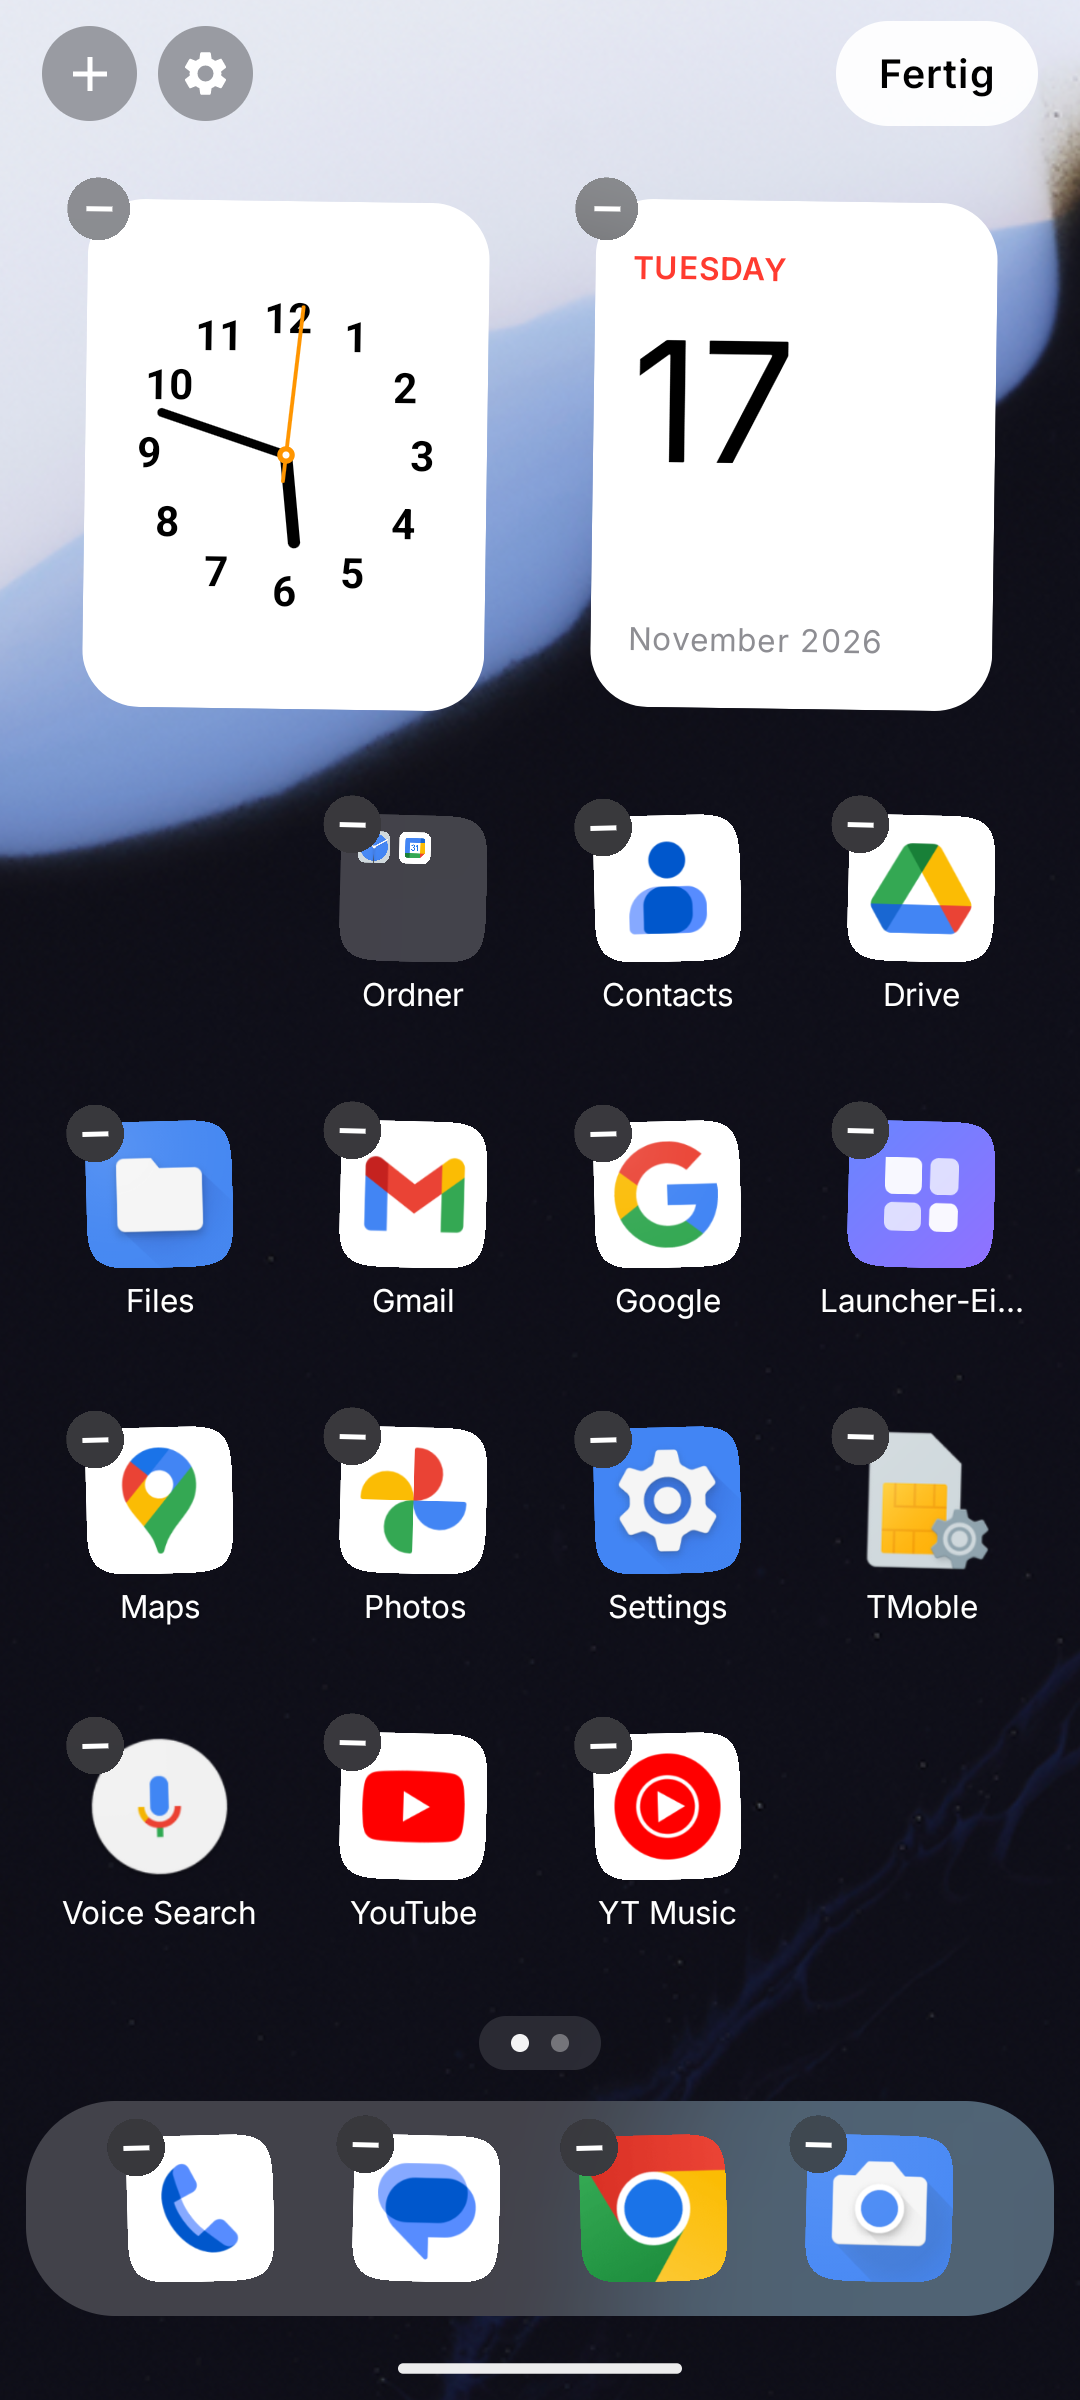 Fertig
12
11
1
10
2
9
3
8
4
7
5
6
TUESDAY
17
November 2026
31
Ordner
Contacts
Drive
Files
Gmail
Google
Launcher-Ei...
Maps
Photos
Settings
TMoble
Voice Search
YouTube
YT Music